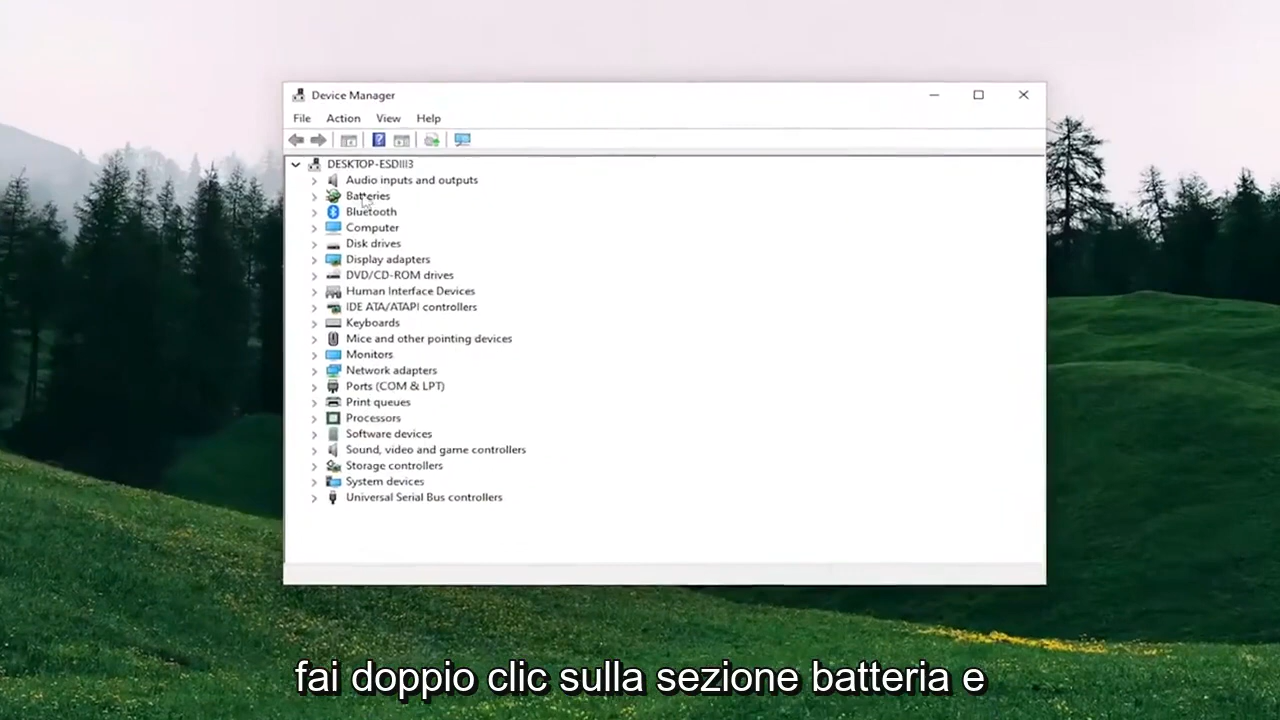 Device Manager
File Action View Help
DESKTOP-ESDIII3
Audio inputs and outputs
Batteries
Bluetooth
Computer
Disk drives
Display adapters
DVD/CD-ROM drives
Human Interface Devices
IDE ATA/ATAPI controllers
Keyboards
Mice and other pointing devices
Monitors
Network adapters
Ports (COM & LPT)
Print queues
Processors
Software devices
Sound, video and game controllers
Storage controllers
System devices
Universal Serial Bus controllers
fai doppio clic sulla sezione batteria e